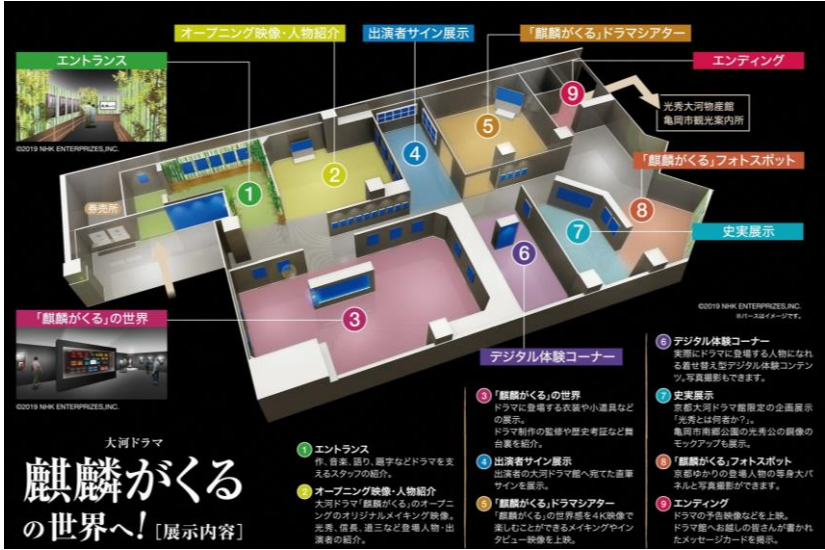 オープニング映像・人物紹介
出演者サイン展示
「麒麟がくる」ドラマシアター
エントランス
エンディング
©2019 NHK ENTERPRIZES,INC.
光秀大河物産館
亀岡市観光案内所
「麒麟がくる」フォトスポット
史実展示
券売所
1
2
3
4
5
6
7
8
9
©2019 NHK ENTERPRIZES,INC.
※パースはイメージです。
「麒麟がくる」の世界
©2019 NHK ENTERPRIZES,INC.
デジタル体験コーナー
大河ドラマ
麒麟がくる
の世界へ！［展示内容］
1 エントランス
作、音楽、語り、題字などドラマを支
えるスタッフの紹介。
2 オープニング映像・人物紹介
大河ドラマ「麒麟がくる」のオープニ
ングのオリジナルメイキング映像。
光秀、信長、道三など登場人物・出
演者の紹介。
3 「麒麟がくる」の世界
ドラマに登場する衣装や小道具など
の展示。
ドラマ制作の監修や歴史考証など舞
台裏を紹介。
4 出演者サイン展示
出演者の大河ドラマ館へ宛てた直筆
サインを展示。
5 「麒麟がくる」ドラマシアター
「麒麟がくる」の世界感を4K映像で
楽しむことができるメイキングやイン
タビュー映像を上映。
6 デジタル体験コーナー
実際にドラマに登場する人物になれ
る着せ替え型デジタル体験コンテン
ツ。写真撮影もできます。
7 史実展示
京都大河ドラマ館限定の企画展示
「光秀とは何者か？」。
亀岡市南郷公園の光秀公の銅像の
モックアップも展示。
8 「麒麟がくる」フォトスポット
京都ゆかりの登場人物の等身大パ
ネルと写真撮影ができます。
9 エンディング
ドラマの予告映像などを上映。
ドラマ館へお越しの皆さんが書かれ
たメッセージカードを掲示。